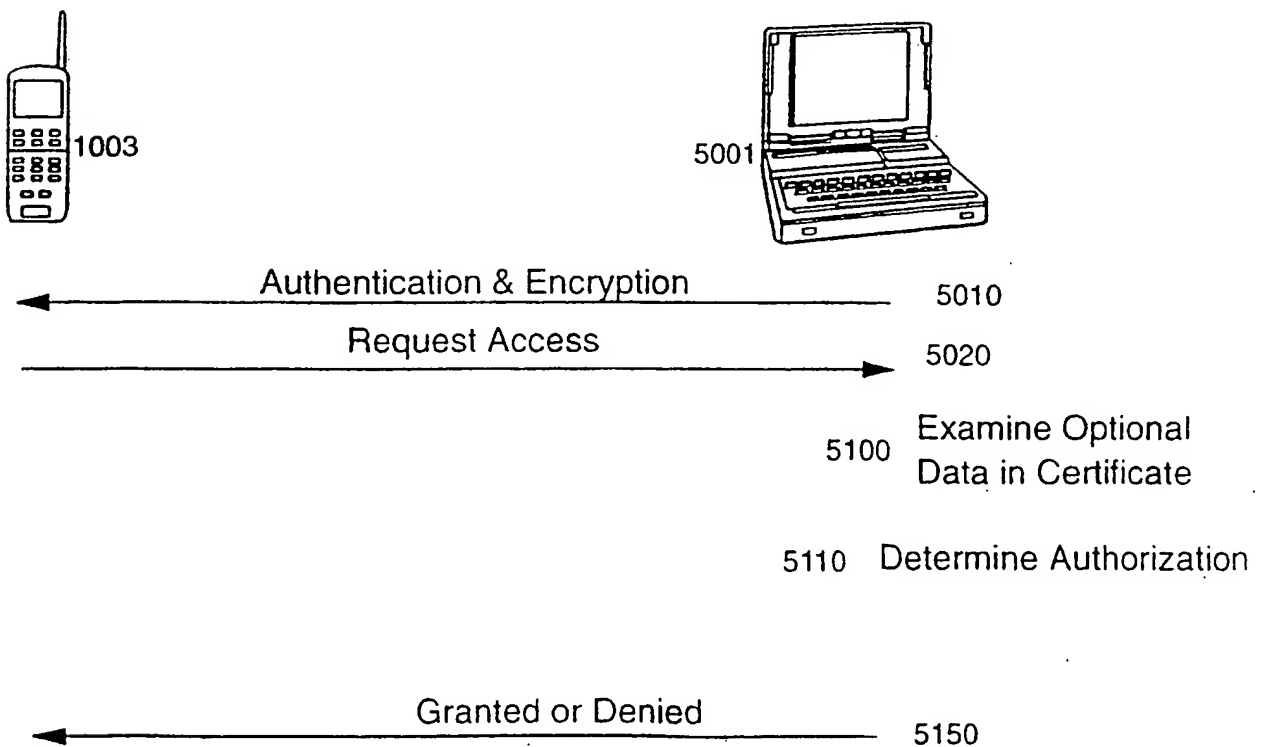 1003
5001
Authentication & Encryption 5010
Request Access 5020
5100 Examine Optional
Data in Certificate
5110 Determine Authorization
Granted or Denied 5150